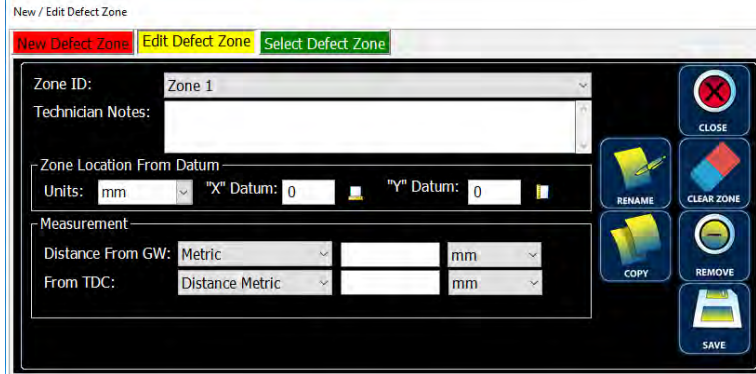 New / Edit Defect Zone
New Defect Zone Edit Defect Zone Select Defect Zone
Zone ID: Zone 1
Technician Notes:
CLOSE
Zone Location From Datum
Units: mm "X" Datum: 0 "Y" Datum: 0
RENAME CLEAR ZONE
Measurement
Distance From GW: Metric mm
From TDC: Distance Metric mm
COPY REMOVE
SAVE